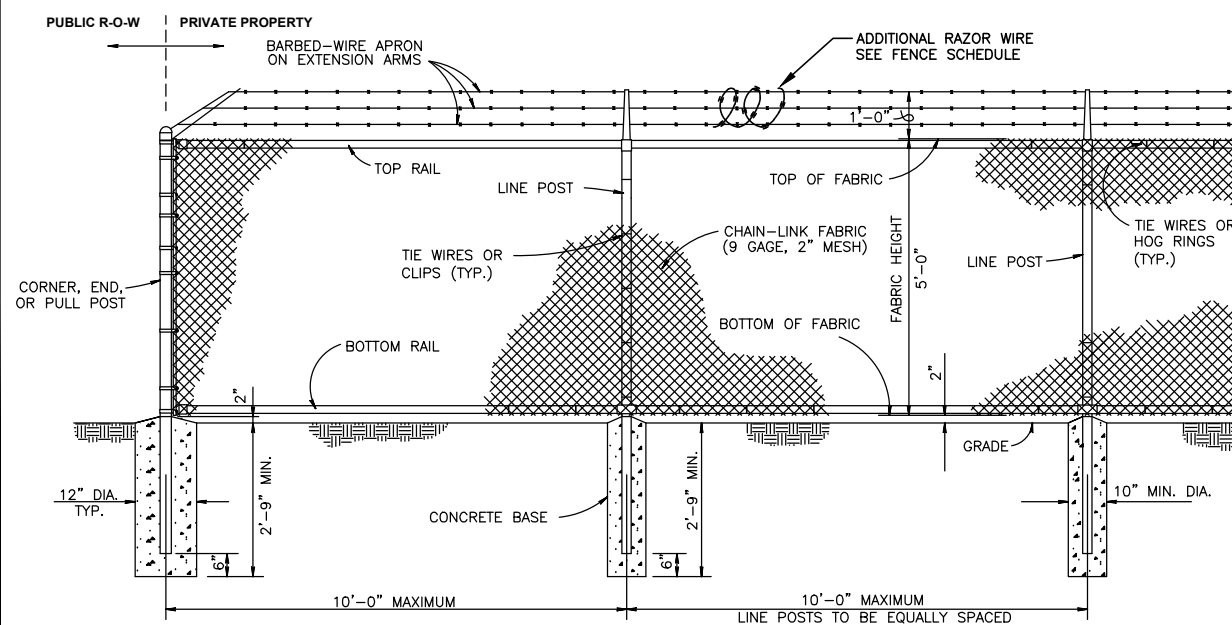 PUBLIC R-O-W
PRIVATE PROPERTY
BARBED-WIRE APRON
ON EXTENSION ARMS
ADDITIONAL RAZOR WIRE
SEE FENCE SCHEDULE
1'-0"
TOP RAIL
LINE POST
TOP OF FABRIC
CHAIN-LINK FABRIC
(9 GAGE, 2" MESH)
TIE WIRES OR
CLIPS (TYP.)
FABRIC HEIGHT
5'-0"
LINE POST
TIE WIRES OR
HOG RINGS
(TYP.)
CORNER, END,
OR PULL POST
BOTTOM RAIL
BOTTOM OF FABRIC
2"
2"
GRADE
12" DIA.
TYP.
2'-9" MIN.
6"
CONCRETE BASE
2'-9" MIN.
6"
10" MIN. DIA.
10'-0" MAXIMUM
10'-0" MAXIMUM
LINE POSTS TO BE EQUALLY SPACED